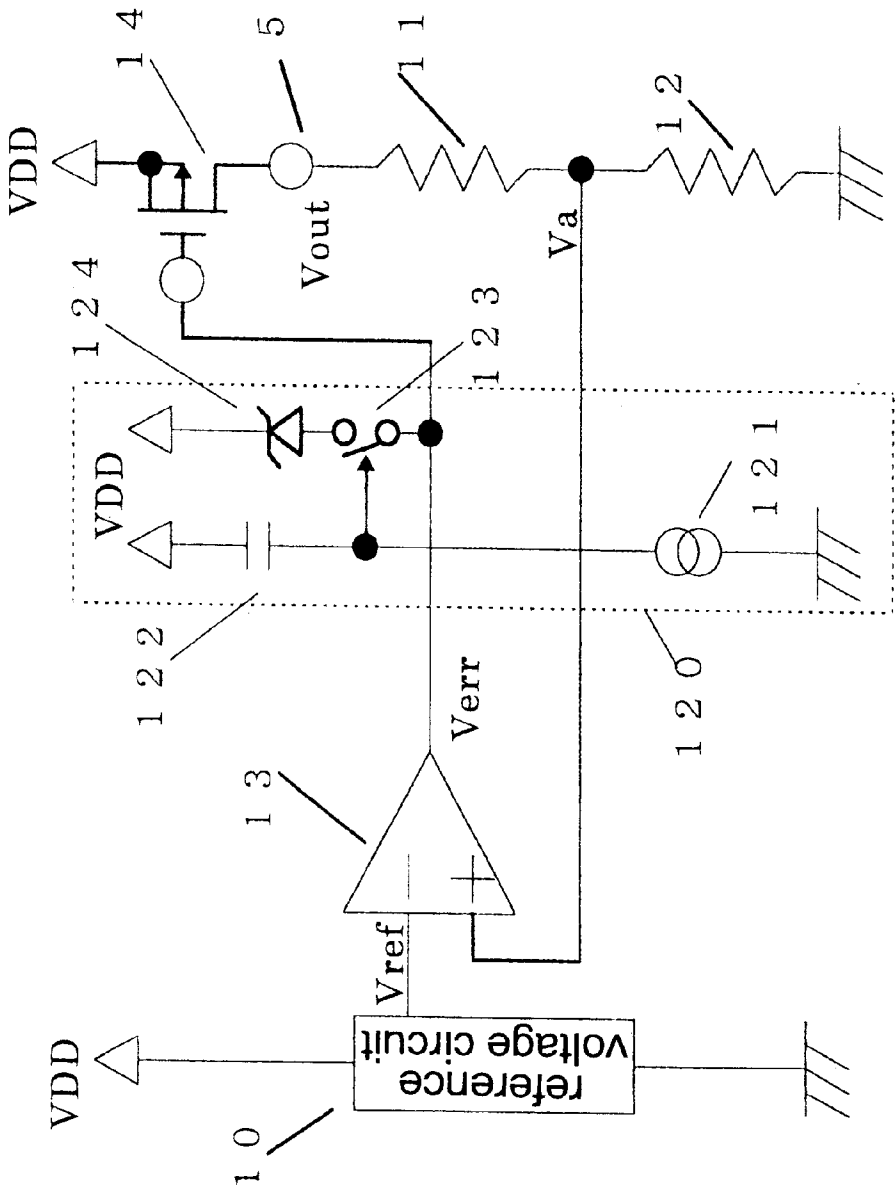 VDD
1 4
5
1 1
1 2
Vout
Va
1 2 4
1 2 3
VDD
1 2 1
1 2 2
1 2 0
Verr
1 3
Vref
VDD
reference
voltage circuit
1 0
− 
+